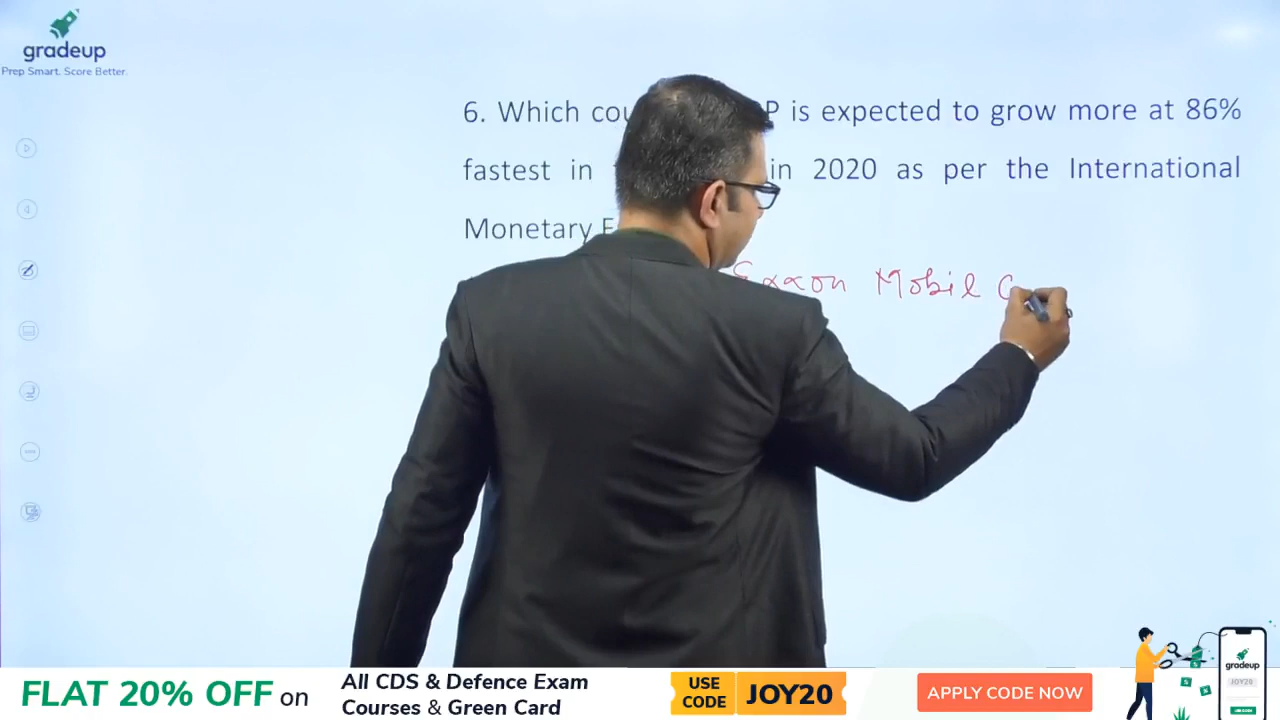 gradeup
Prep Smart. Score Better.
6. Which P is expected to grow more at 86%
fastest in in 2020 as per the International
Monetary
Exxon Mobil
FLAT 20% OFF on
All CDS & Defence Exam
Courses & Green Card
USE
CODE
JOY20
APPLY CODE NOW
gradeup
JOY20